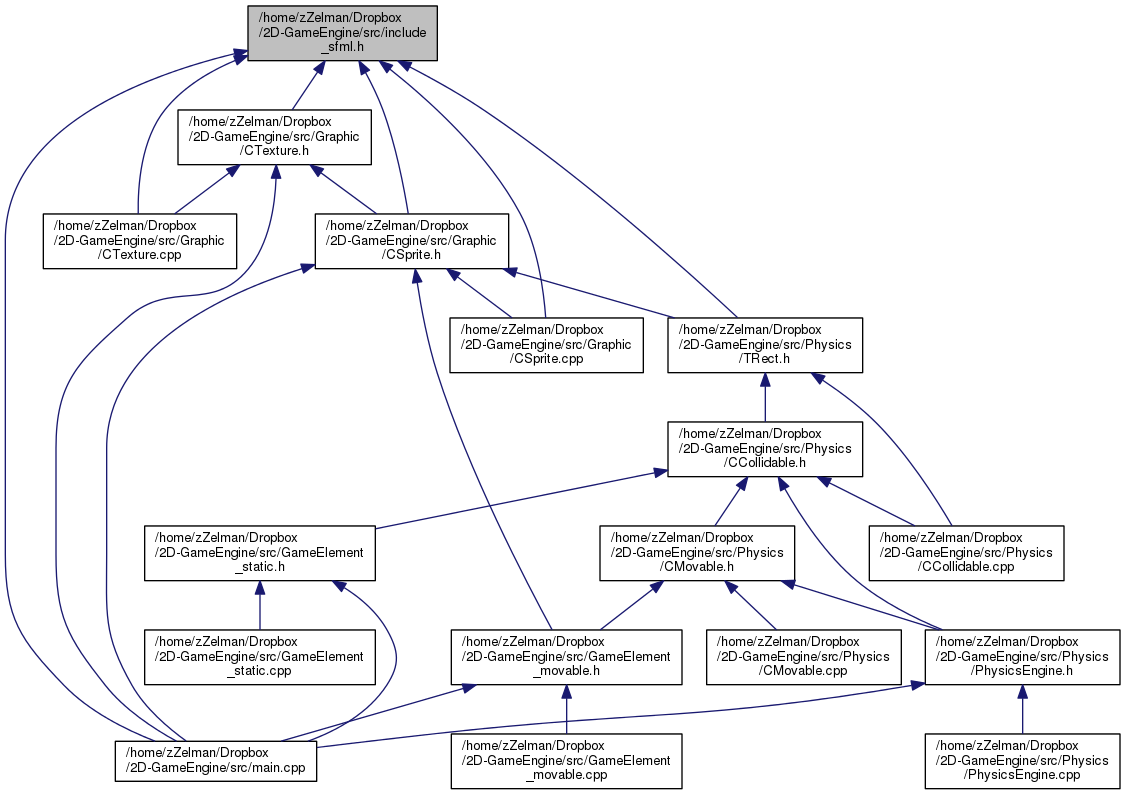 /home/zZelman/Dropbox
/2D-GameEngine/src/include
_sfml.h
/home/zZelman/Dropbox
/2D-GameEngine/src/Graphic
/CTexture.h
/home/zZelman/Dropbox
/2D-GameEngine/src/Graphic
/CTexture.cpp
/home/zZelman/Dropbox
/2D-GameEngine/src/Graphic
/CSprite.h
/home/zZelman/Dropbox
/2D-GameEngine/src/Graphic
/CSprite.cpp
/home/zZelman/Dropbox
/2D-GameEngine/src/Physics
/TRect.h
/home/zZelman/Dropbox
/2D-GameEngine/src/Physics
/CCollidable.h
/home/zZelman/Dropbox
/2D-GameEngine/src/GameElement
_static.h
/home/zZelman/Dropbox
/2D-GameEngine/src/Physics
/CMovable.h
/home/zZelman/Dropbox
/2D-GameEngine/src/Physics
/CCollidable.cpp
/home/zZelman/Dropbox
/2D-GameEngine/src/GameElement
_static.cpp
/home/zZelman/Dropbox
/2D-GameEngine/src/GameElement
_movable.h
/home/zZelman/Dropbox
/2D-GameEngine/src/Physics
/CMovable.cpp
/home/zZelman/Dropbox
/2D-GameEngine/src/Physics
/PhysicsEngine.h
/home/zZelman/Dropbox
/2D-GameEngine/src/main.cpp
/home/zZelman/Dropbox
/2D-GameEngine/src/GameElement
_movable.cpp
/home/zZelman/Dropbox
/2D-GameEngine/src/Physics
/PhysicsEngine.cpp